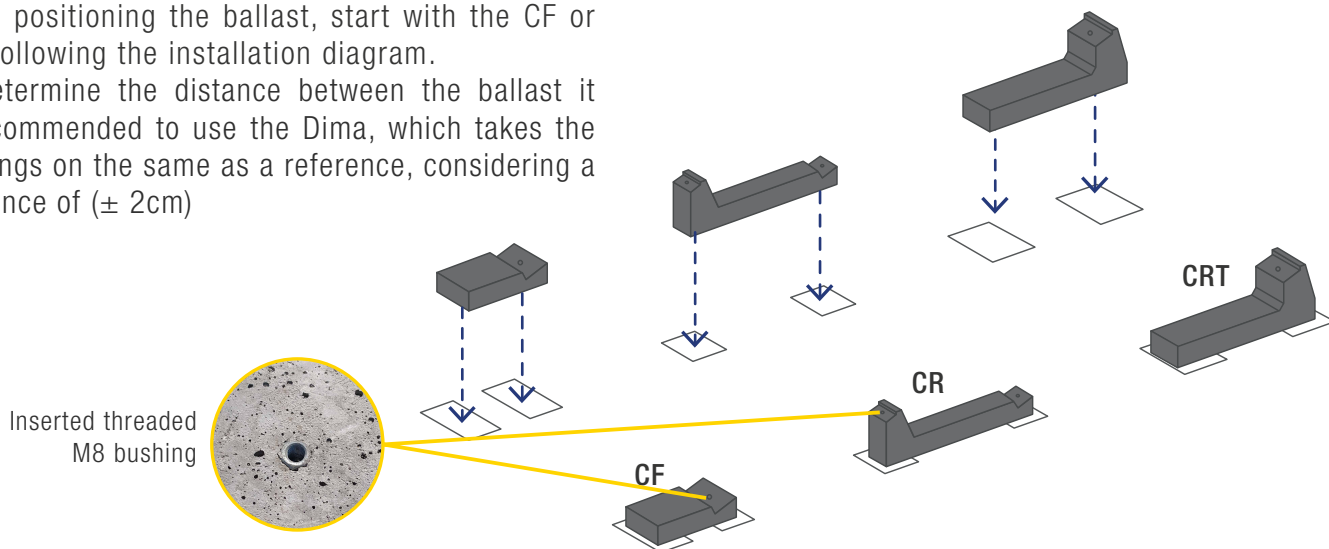 positioning the ballast, start with the CF or
ollowing the installation diagram.
etermine the distance between the ballast it
commended to use the Dima, which takes the
ngs on the same as a reference, considering a
nce of (± 2cm)
CRT
CR
Inserted threaded
M8 bushing
CF